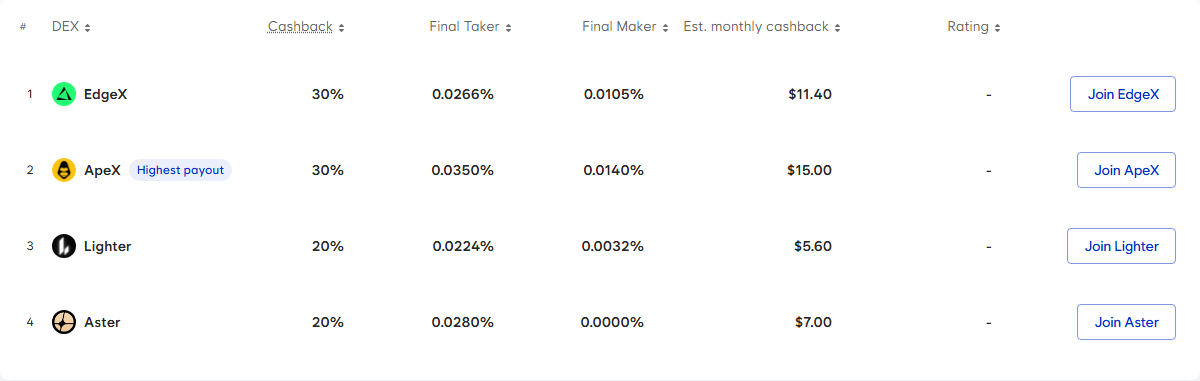 # DEX Cashback Final Taker Final Maker Est. monthly cashback Rating
1 EdgeX 30% 0.0266% 0.0105% $11.40 - Join EdgeX
2 ApeX Highest payout 30% 0.0350% 0.0140% $15.00 - Join ApeX
3 Lighter 20% 0.0224% 0.0032% $5.60 - Join Lighter
4 Aster 20% 0.0280% 0.0000% $7.00 - Join Aster